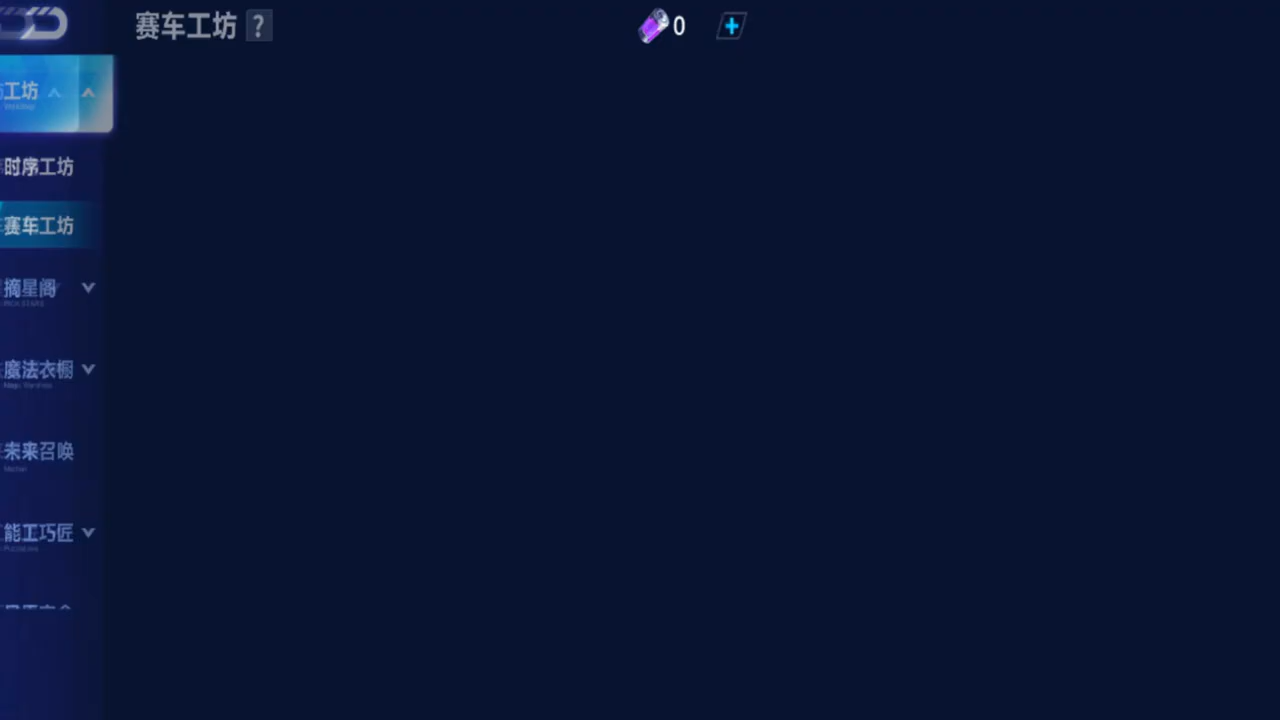 赛车工坊 ?
0
工坊
时序工坊
赛车工坊
摘星阁
魔法衣橱
未来召唤
能工巧匠